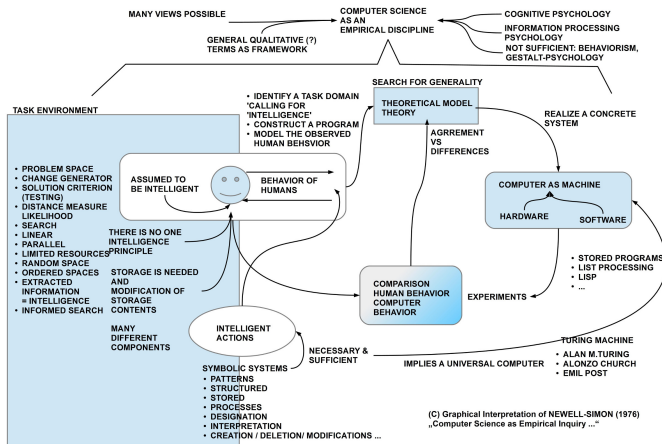 MANY VIEWS POSSIBLE
COMPUTER SCIENCE
AS AN
EMPIRICAL DISCIPLINE
COGNITIVE PSYCHOLOGY
INFORMATION PROCESSING
PSYCHOLOGY
NOT SUFFICIENT: BEHAVIORISM,
GESTALT-PSYCHOLOGY
GENERAL QUALITATIVE (?)
TERMS AS FRAMEWORK
TASK ENVIRONMENT
• IDENTIFY A TASK DOMAIN
'CALLING FOR
'INTELLIGENCE'
• CONSTRUCT A PROGRAM
• MODEL THE OBSERVED
HUMAN BEHSVIOR
SEARCH FOR GENERALITY
THEORETICAL MODEL
THEORY
REALIZE A CONCRETE
SYSTEM
AGRREMENT
VS
DIFFERENCES
• PROBLEM SPACE
• CHANGE GENERATOR
• SOLUTION CRITERION
(TESTING)
• DISTANCE MEASURE
LIKELIHOOD
• SEARCH
• LINEAR
• PARALLEL
• LIMITED RESOURCES
• RANDOM SPACE
• ORDERED SPACES
• EXTRACTED
INFORMATION
= INTELLIGENCE
• INFORMED SEARCH
ASSUMED TO
BE INTELLIGENT
BEHAVIOR OF
HUMANS
COMPUTER AS MACHINE
HARDWARE
SOFTWARE
THERE IS NO ONE
INTELLIGENCE
PRINCIPLE
STORAGE IS NEEDED
AND
MODIFICATION OF
STORAGE
CONTENTS
MANY
DIFFERENT
COMPONENTS
COMPARISON
HUMAN BEHAVIOR
COMPUTER
BEHAVIOR
EXPERIMENTS
• STORED PROGRAMS
• LIST PROCESSING
• LISP
• ...
INTELLIGENT
ACTIONS
NECESSARY &
SUFFICIENT
IMPLIES A UNIVERSAL COMPUTER
TURING MACHINE
• ALAN M.TURING
• ALONZO CHURCH
• EMIL POST
SYMBOLIC SYSTEMS
• PATTERNS
• STRUCTURED
• STORED
• PROCESSES
• DESIGNATION
• INTERPRETATION
• CREATION / DELETION/ MODIFICATIONS ...
(C) Graphical Interpretation of NEWELL-SIMON (1976)
„Computer Science as Empirical Inquiry ...“